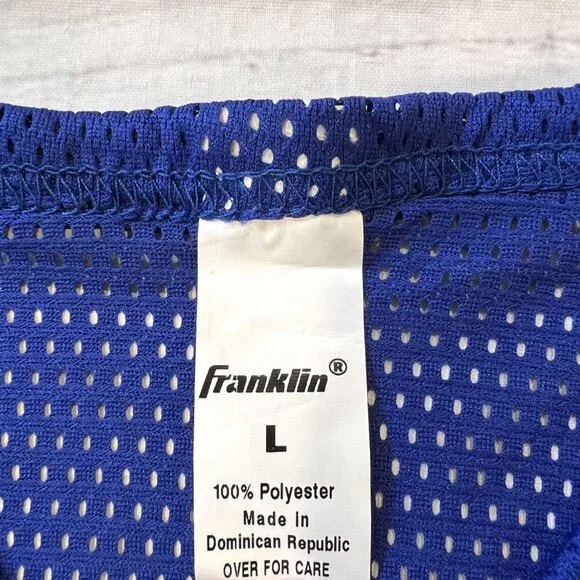 Franklin®
L
100% Polyester
Made in
Dominican Republic
OVER FOR CARE